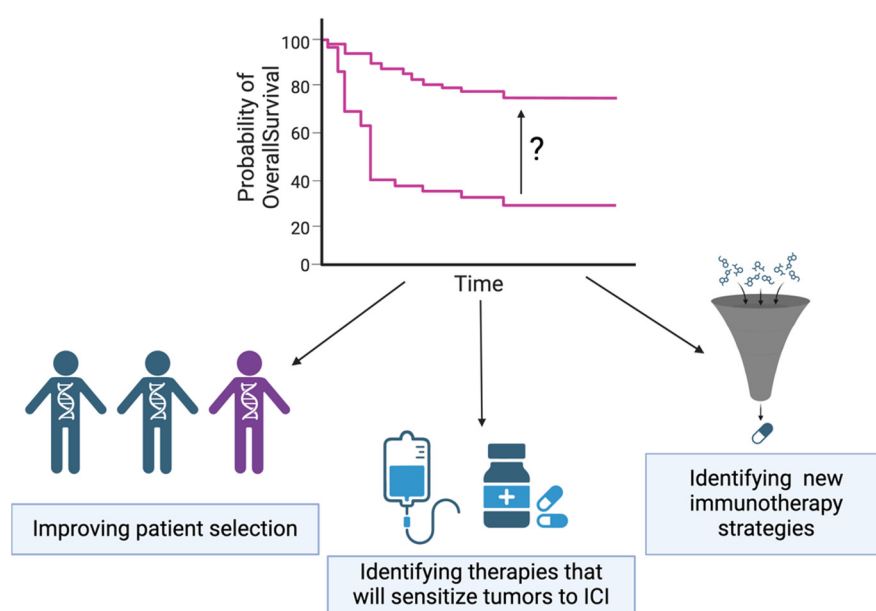 Probability of
OverallSurvival
100
80
60
40
20
0
?
Time
Improving patient selection
Identifying therapies that
will sensitize tumors to ICI
Identifying new
immunotherapy
strategies